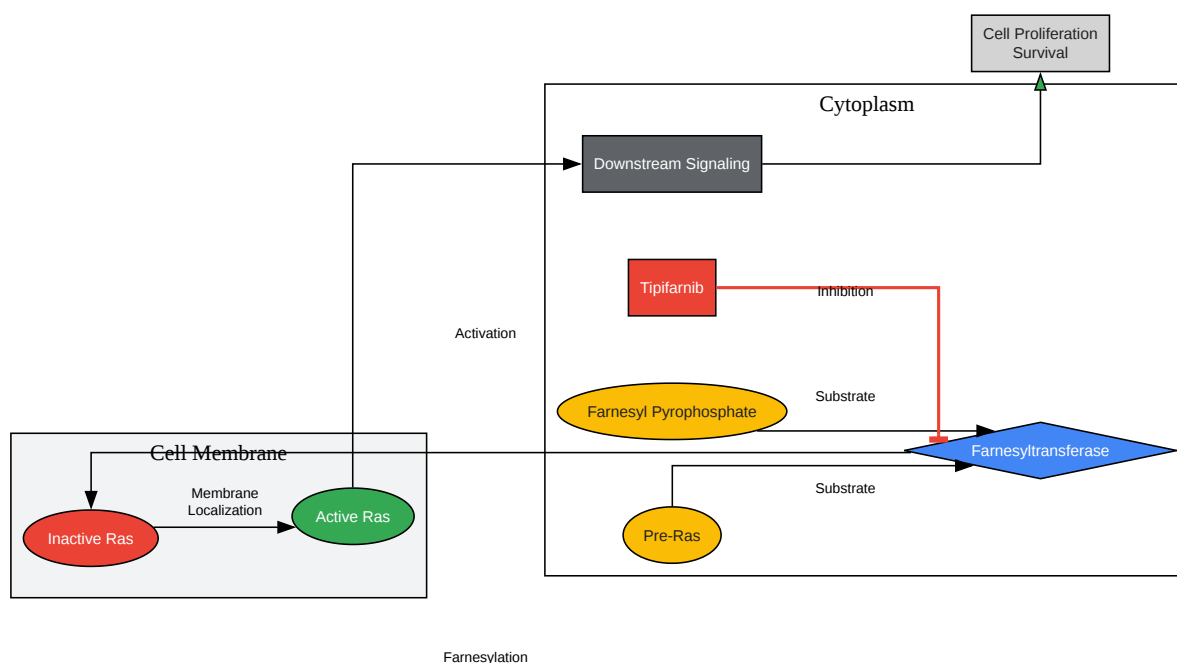 Cell Proliferation
Survival
Cytoplasm
Downstream Signaling
Tipifarnib
Inhibition
Activation
Farnesyl Pyrophosphate
Substrate
Farnesyltransferase
Cell Membrane
Membrane
Localization
Substrate
Inactive Ras
Active Ras
Pre-Ras
Farnesylation